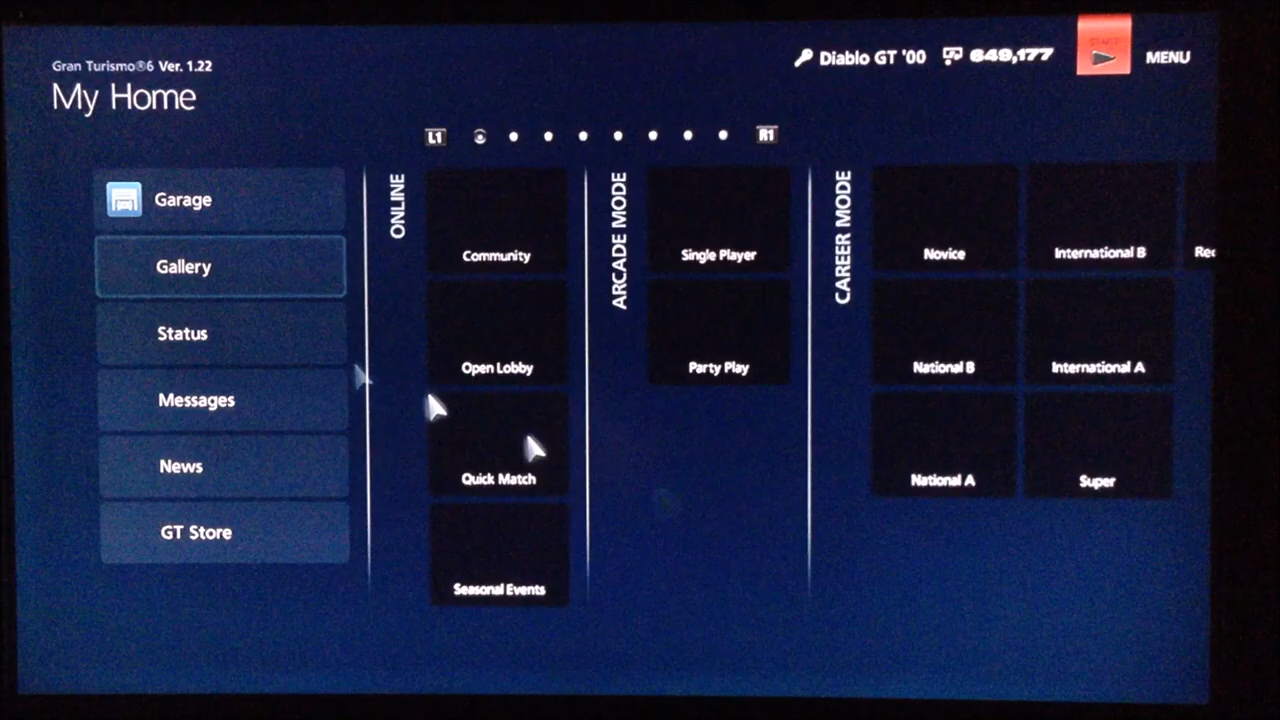 Gran Turismo®6 Ver. 1.22
My Home
Diablo GT '00
649,177
START
MENU
L1
R1
Garage
Gallery
Status
Messages
News
GT Store
ONLINE
Community
Open Lobby
Quick Match
Seasonal Events
ARCADE MODE
Single Player
Party Play
CAREER MODE
Novice
International B
National B
International A
National A
Super